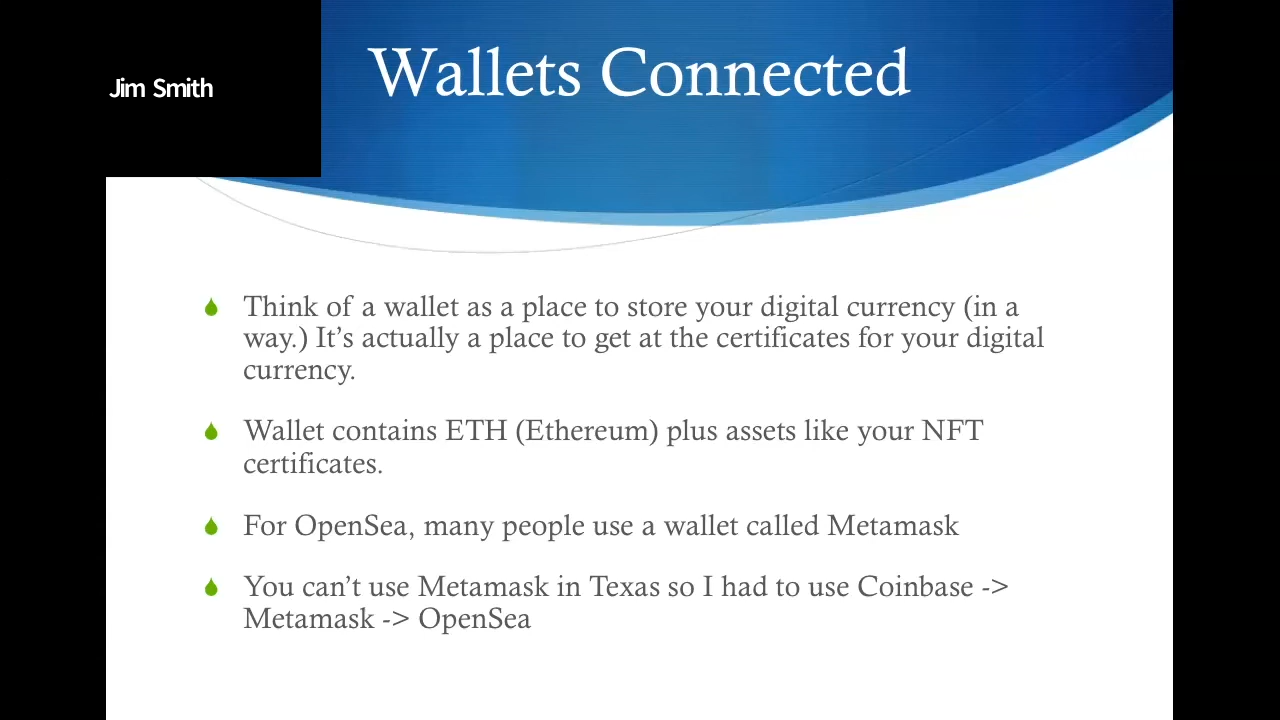 Jim Smith
Wallets Connected
Think of a wallet as a place to store your digital currency (in a
way.) It’s actually a place to get at the certificates for your digital
currency.
Wallet contains ETH (Ethereum) plus assets like your NFT
certificates.
For OpenSea, many people use a wallet called Metamask
You can’t use Metamask in Texas so I had to use Coinbase ->
Metamask -> OpenSea